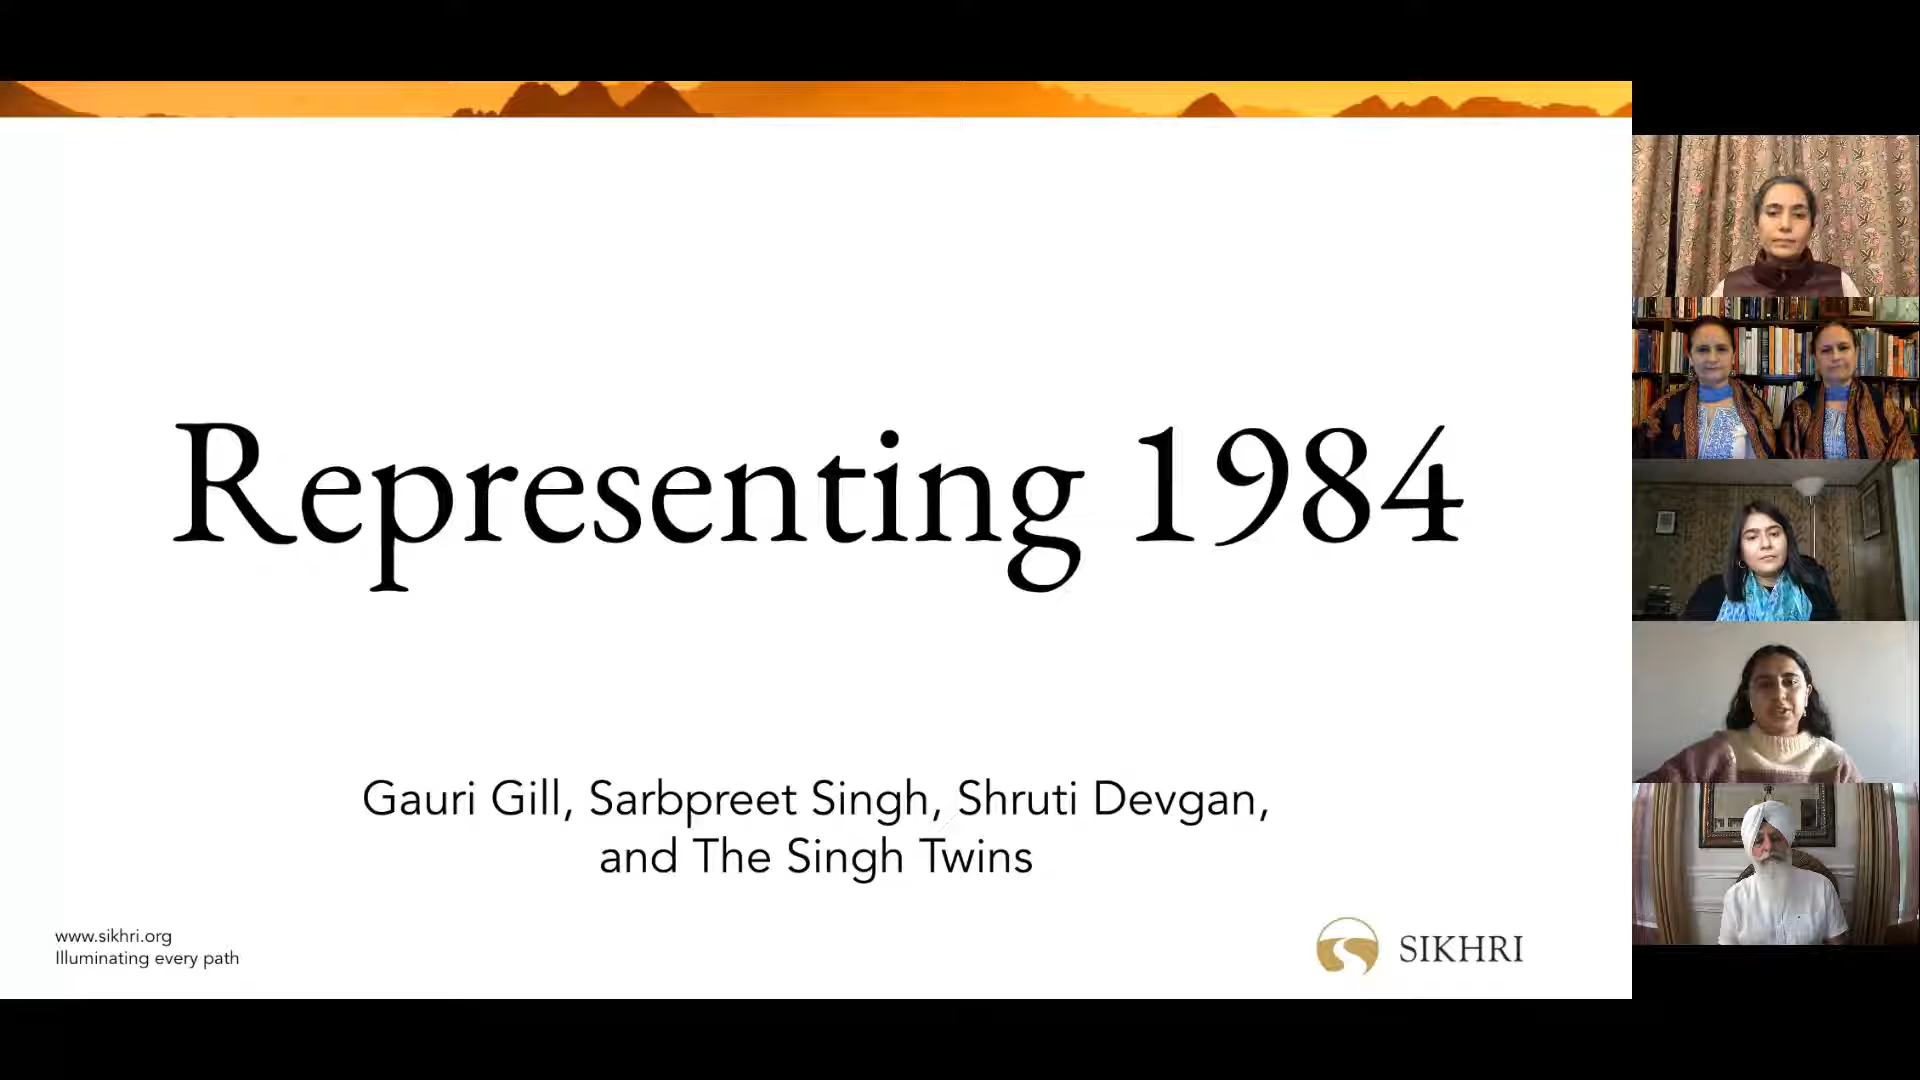 Representing 1984
Gauri Gill, Sarbpreet Singh, Shruti Devgan,
and The Singh Twins
www.sikhri.org
Illuminating every path
SIKHRI